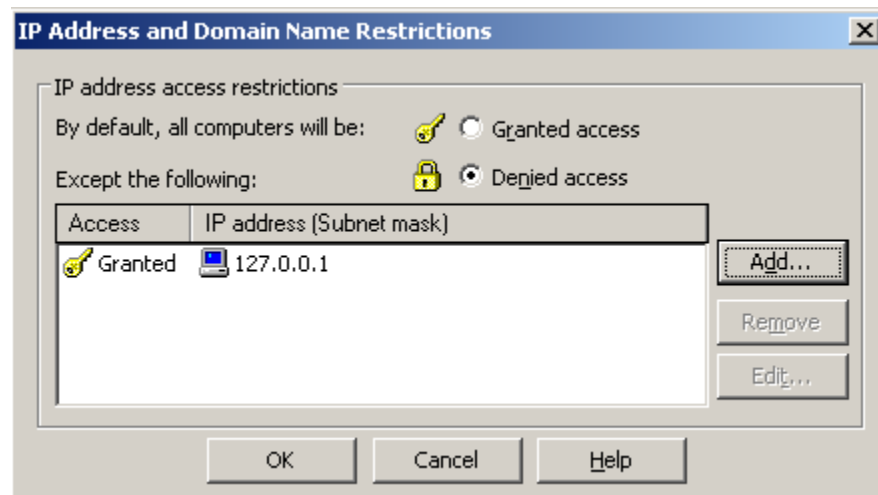 IP Address and Domain Name Restrictions
IP address access restrictions
By default, all computers will be: Granted access
Except the following: Denied access
Access IP address (Subnet mask)
Granted 127.0.0.1
Add...
Remove
Edit...
OK Cancel Help